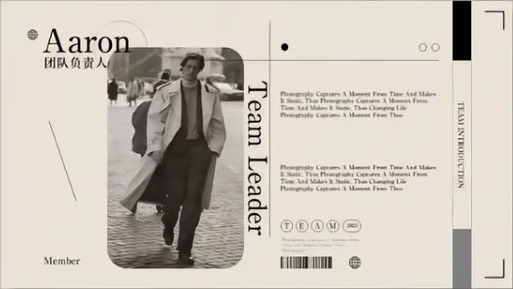 Aaron
团队负责人
Team Leader
Photography Captures A Moment From Time And Makes
It Static. Thus Photography Captures A Moment From
Time And Makes It Static. Thus Changing Life
Photography Captures A Moment From Thus
Photography Captures A Moment From Time And Makes
It Static. Thus Photography Captures A Moment From
Time And Makes It Static. Thus Changing Life
Photography Captures A Moment From Thus
TEAM INTRODUCTION
TEAM
Member